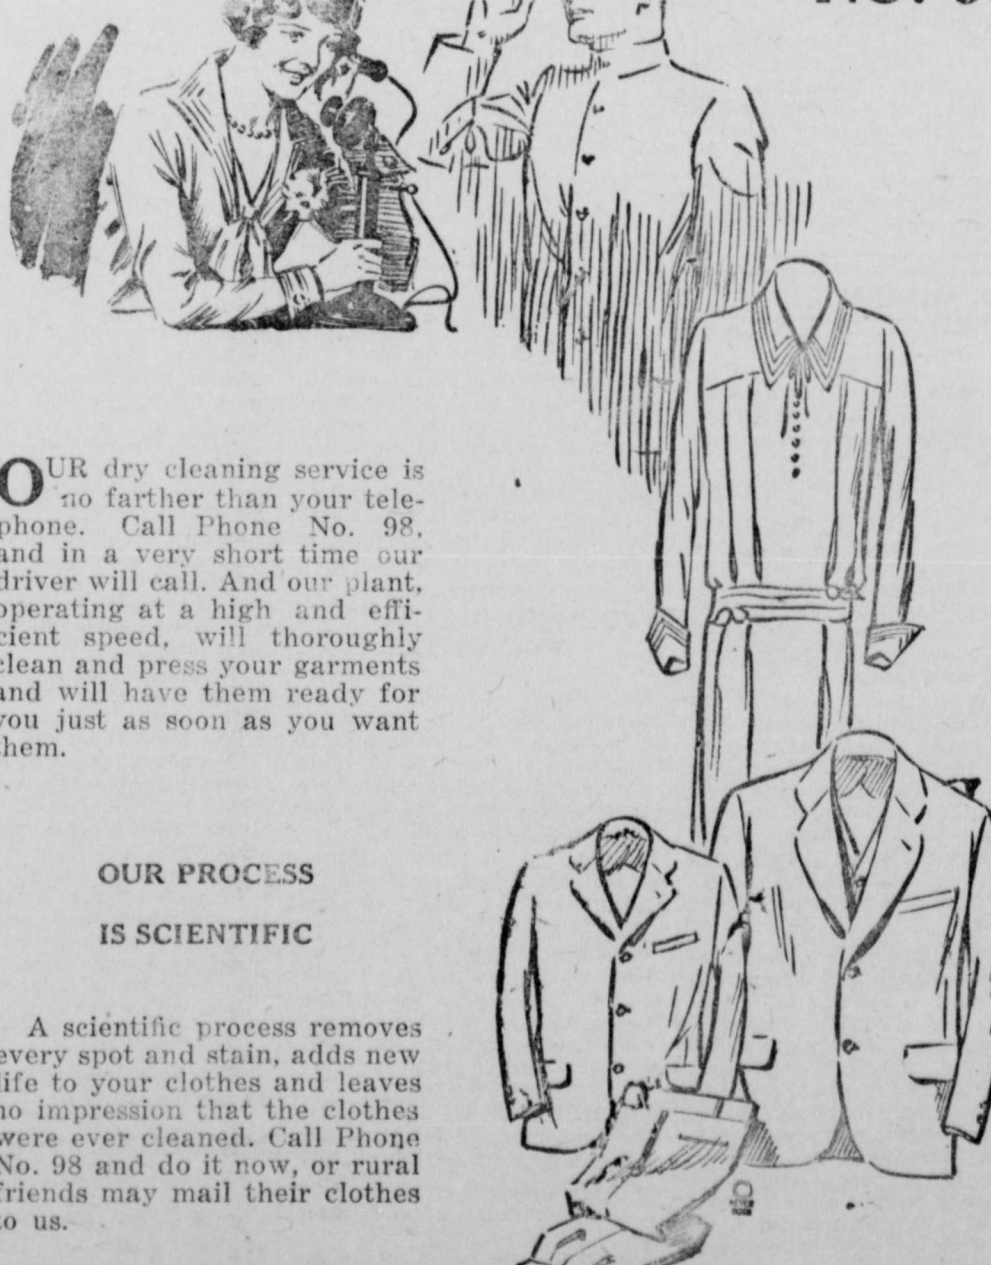 OUR dry cleaning service is
no farther than your tele-
phone. Call Phone No. 98,
and in a very short time our
driver will call. And our plant,
operating at a high and effi-
cient speed, will thoroughly
clean and press your garments
and will have them ready for
you just as soon as you want
them.
OUR PROCESS
IS SCIENTIFIC
A scientific process removes
every spot and stain, adds new
life to your clothes and leaves
no impression that the clothes
were ever cleaned. Call Phone
No. 98 and do it now, or rural
friends may mail their clothes
to us.